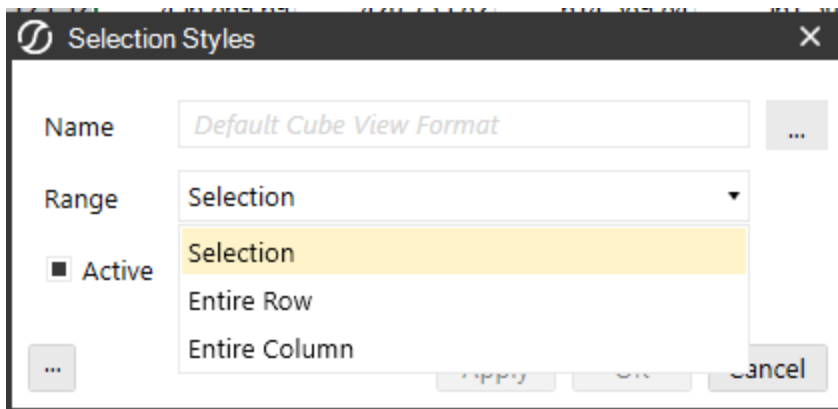 Selection Styles
Name Default Cube View Format ...
Range Selection
Selection
Active
Entire Row
Entire Column
... Cancel